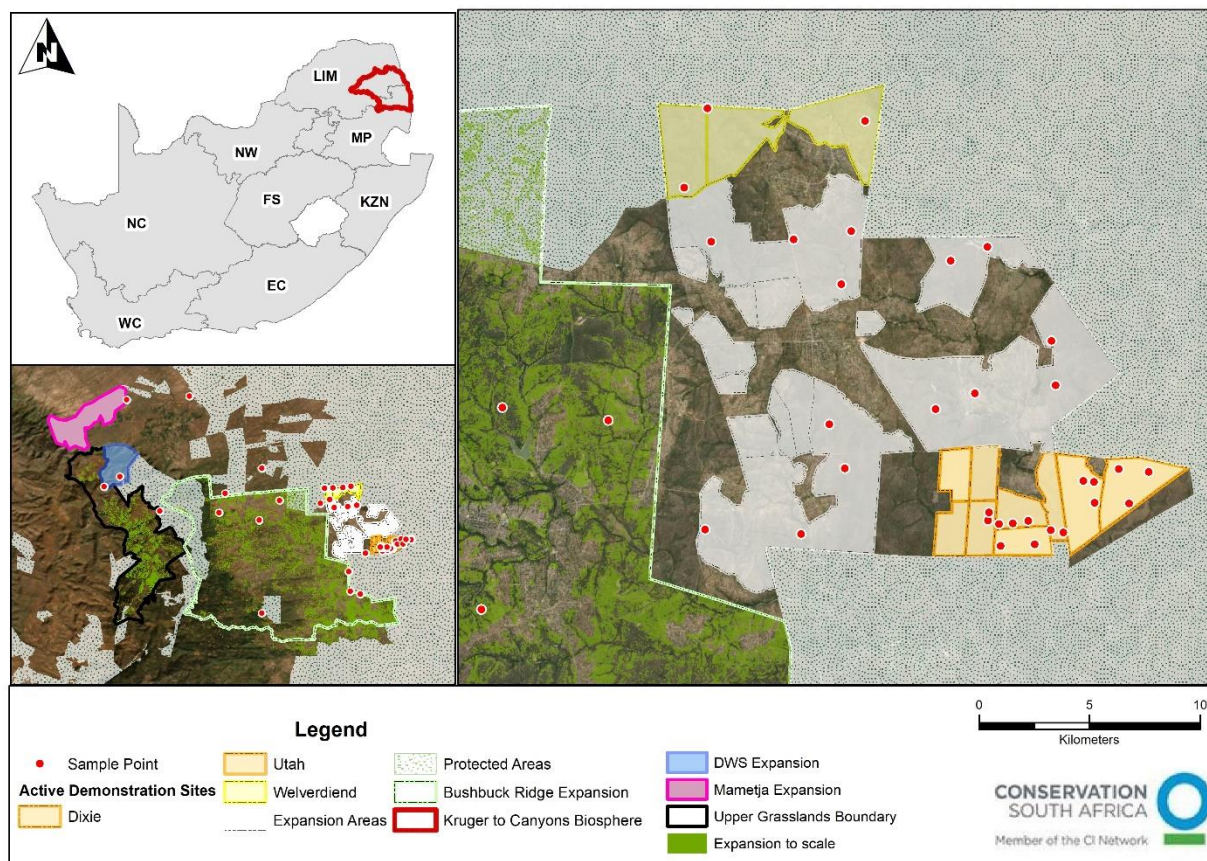 N
LIM
MP
NW
FS
KZN
NC
EC
WC
Legend
Sample Point
Active Demonstration Sites
Dixie
Utah
Welverdiend
Expansion Areas
Protected Areas
Bushbuck Ridge Expansion
Kruger to Canyons Biosphere
DWS Expansion
Mametja Expansion
Upper Grasslands Boundary
Expansion to scale
0 5 10
Kilometers
CONSERVATION
SOUTH AFRICA
Member of the CI Network